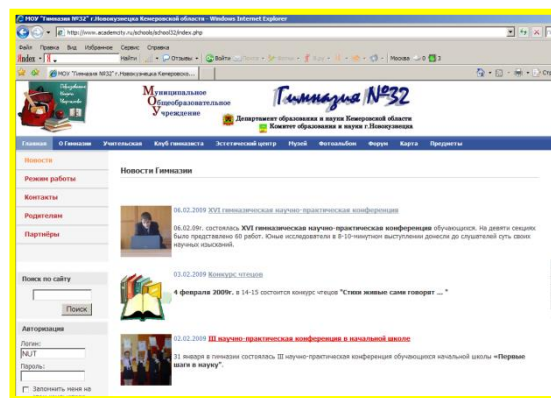 МОУ "Гимназия №32" г.Новокузнецка Кемеровской области - Windows Internet Explorer
http://www.academcity.ru/schools/school32/index.php
Файл Правка Вид Избранное Сервис Справка
Найти
Отзывы
Войти
Москва
МОУ "Гимназия №32" г.Новокузнецка Кемеровско...
Муниципальное
Общеобразовательное
Учреждение
Гимназия №32
Департамент образования и науки Кемеровской области
Комитет образования и науки г.Новокузнецка
Главная О Гимназии Учительская Клуб гимназиста Эстетический центр Музей Фотоальбом Форум Карта Предметы
Новости
Режим работы
Контакты
Родителям
Партнёры
Поиск по сайту
Поиск
Авторизация
Логин:
NUT
Пароль:
Запомнить меня на
Новости Гимназии
06.02.2009 XVI гимназическая научно-практическая конференция
06.02.09г. состоялась XVI гимназическая научно-практическая конференция обучающихся. На девяти секциях
было представлено 60 работ. Юные исследователи в 8-10-минутном выступлении донесли до слушателей суть своих
научных изысканий.
03.02.2009 Конкурс чтецов
4 февраля 2009г. в 14-15 состоится конкурс чтецов "Стихи живые сами говорят ... "
02.02.2009 III научно-практическая конференция в начальной школе
31 января в гимназии состоялась III научно-практическая конференция обучающихся начальной школы «Первые
шаги в науку".